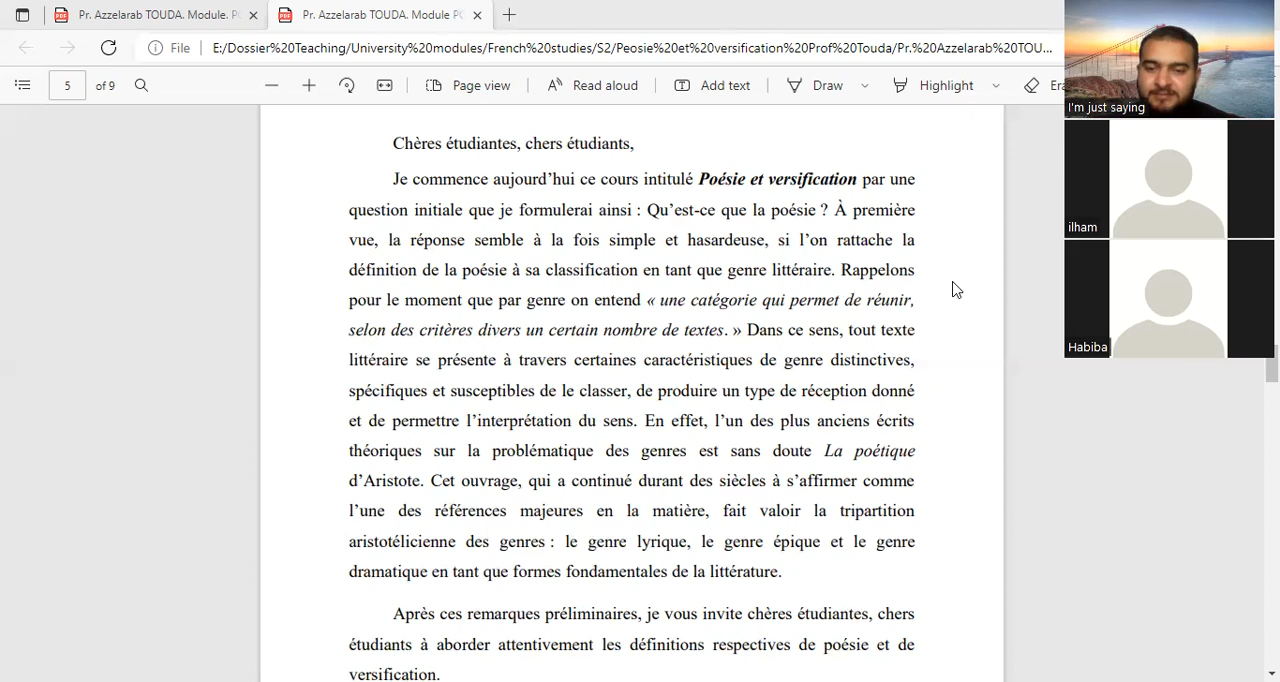 Pr. Azzelarab TOUDA. Module. P
Pr. Azzelarab TOUDA. Module P
File
E:/Dossier%20Teaching/University%20modules/French%20studies/S2/Peosie%20et%20versification%20Prof%20Touda/Pr.%20Azzelarab%20TOU...
5 of 9
Page view
Read aloud
Add text
Draw
Highlight
Era
I'm just saying
ilham
Habiba
Chères étudiantes, chers étudiants,
Je commence aujourd’hui ce cours intitulé Poésie et versification par une
question initiale que je formulerai ainsi : Qu’est-ce que la poésie ? À première
vue, la réponse semble à la fois simple et hasardeuse, si l’on rattache la
définition de la poésie à sa classification en tant que genre littéraire. Rappelons
pour le moment que par genre on entend « une catégorie qui permet de réunir,
selon des critères divers un certain nombre de textes. » Dans ce sens, tout texte
littéraire se présente à travers certaines caractéristiques de genre distinctives,
spécifiques et susceptibles de le classer, de produire un type de réception donné
et de permettre l’interprétation du sens. En effet, l’un des plus anciens écrits
théoriques sur la problématique des genres est sans doute La poétique
d’Aristote. Cet ouvrage, qui a continué durant des siècles à s’affirmer comme
l’une des références majeures en la matière, fait valoir la tripartition
aristotélicienne des genres : le genre lyrique, le genre épique et le genre
dramatique en tant que formes fondamentales de la littérature.
Après ces remarques préliminaires, je vous invite chères étudiantes, chers
étudiants à aborder attentivement les définitions respectives de poésie et de
versification.